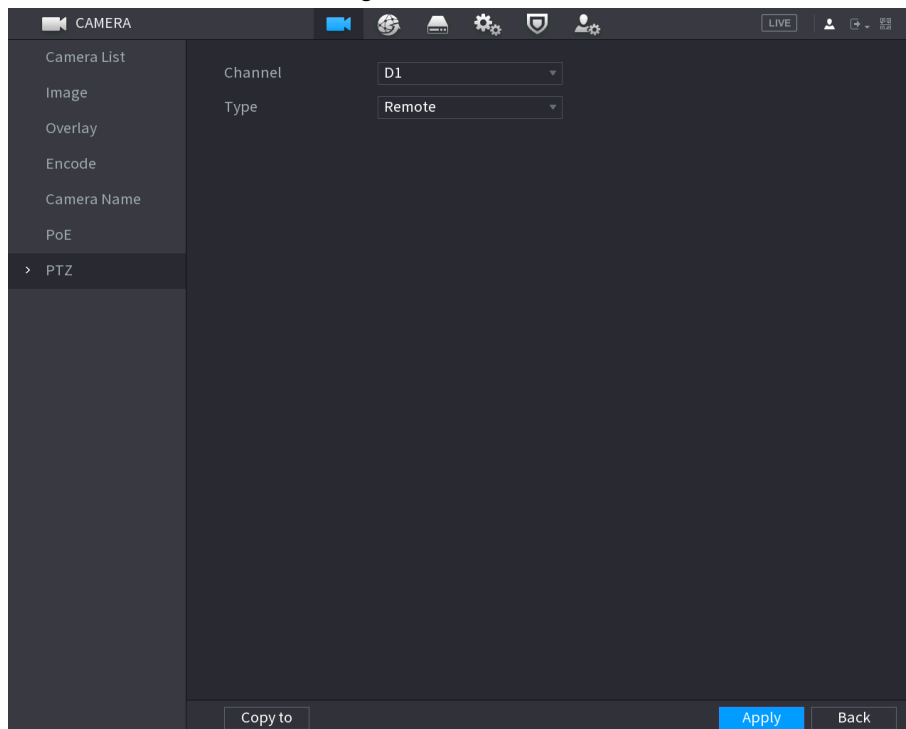 CAMERA LIVE
Camera List
Image
Overlay
Encode
Camera Name
PoE
> PTZ
Channel D1
Type Remote
Copy to Apply Back